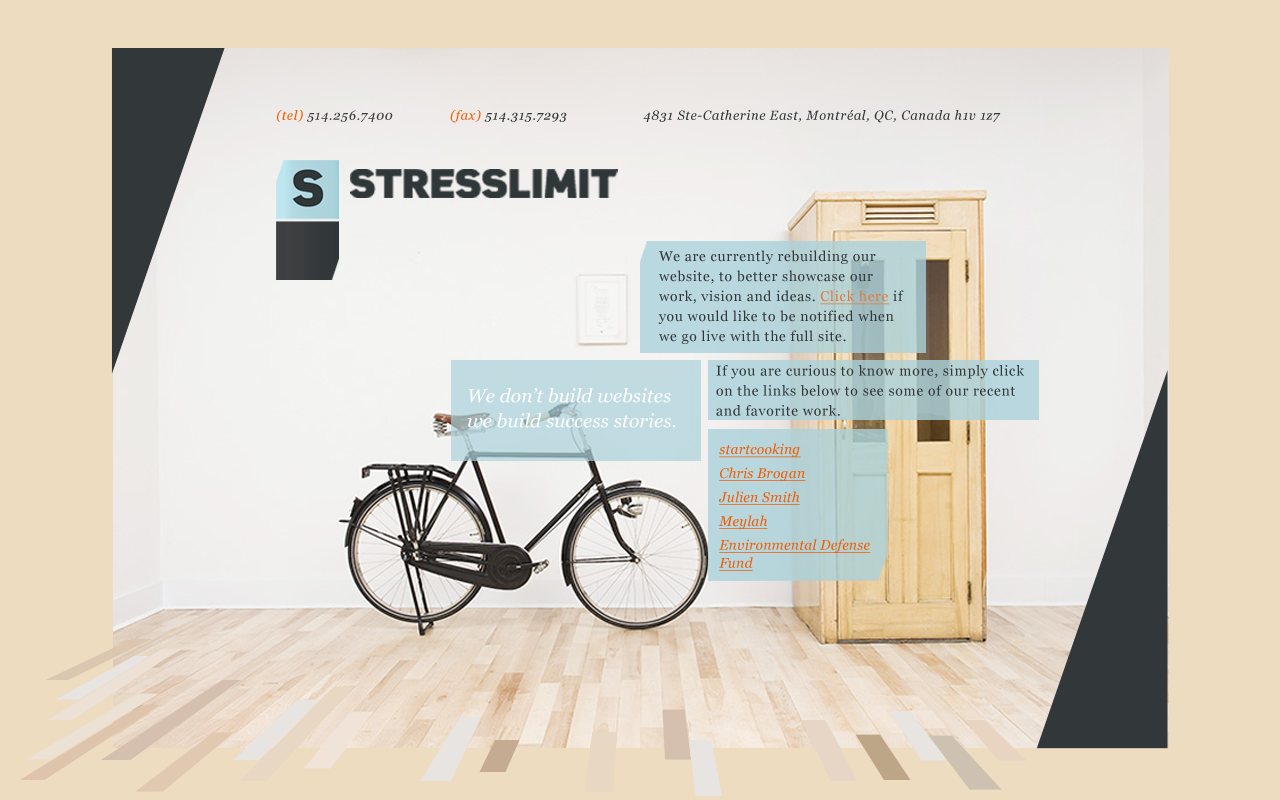 (tel) 514.256.7400 (fax) 514.315.7293 4831 Ste-Catherine East, Montréal, QC, Canada h1v 1z7
S STRESSLIMIT
We are currently rebuilding our
website, to better showcase our
work, vision and ideas. Click here if
you would like to be notified when
we go live with the full site.
We don't build websites
we build success stories.
If you are curious to know more, simply click
on the links below to see some of our recent
and favorite work.
startcooking
Chris Brogan
Julien Smith
Meylah
Environmental Defense
Fund